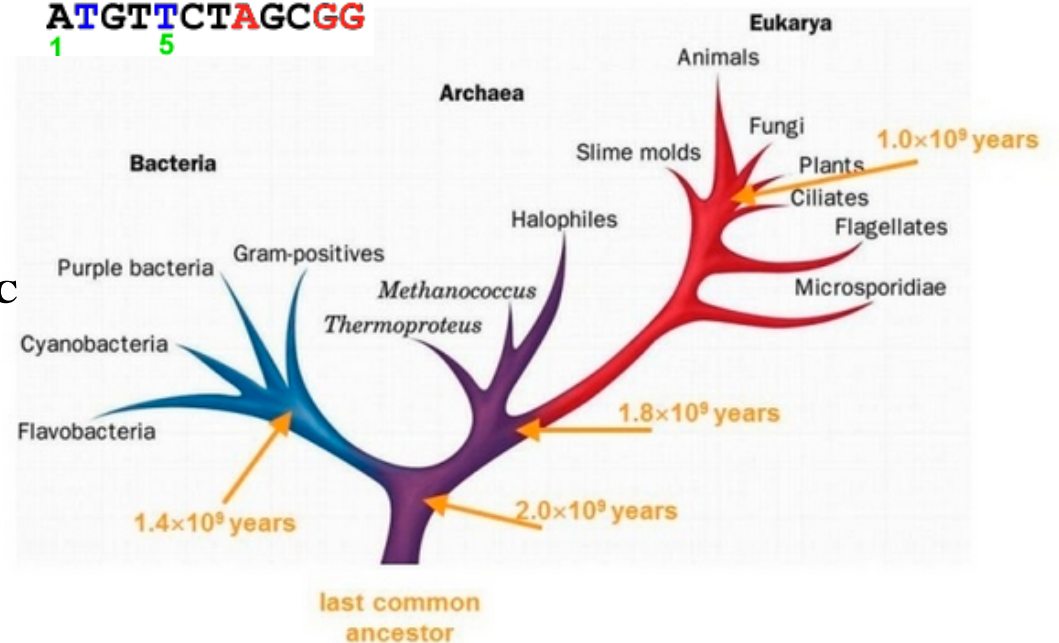 ATGTTCTAGCGG
1 5
Eukarya
Animals
Archaea
Fungi
1.0×10⁹ years
Slime molds
Plants
Bacteria
Ciliates
Halophiles
Flagellates
Gram-positives
Purple bacteria
Microsporidiae
C
Methanococcus
Thermoproteus
Cyanobacteria
1.8×10⁹ years
Flavobacteria
2.0×10⁹ years
1.4×10⁹ years
last common
ancestor